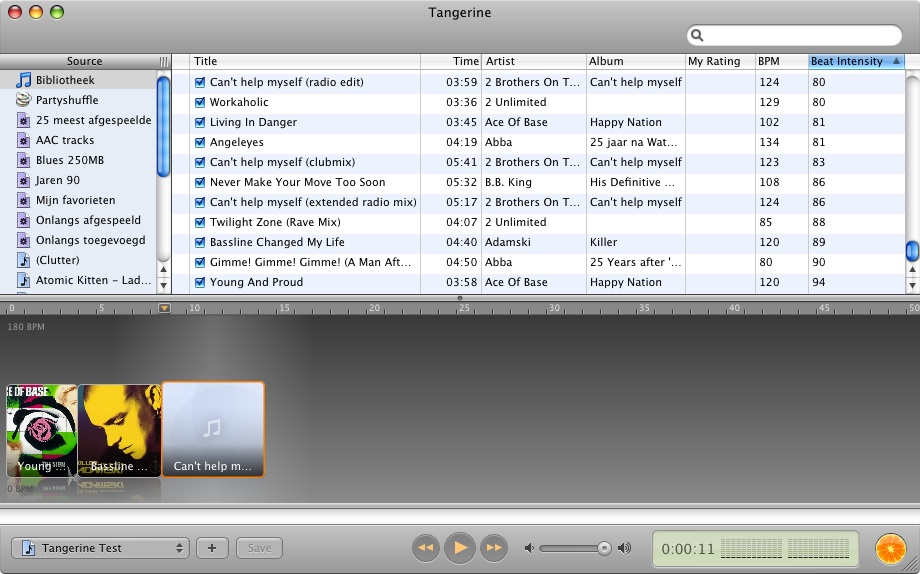 Tangerine
Source
Title Time Artist Album My Rating BPM Beat Intensity
Bibliotheek
Partyshuffle
25 meest afgespeelde
AAC tracks
Blues 250MB
Jaren 90
Mijn favorieten
Onlangs afgespeeld
Onlangs toegevoegd
(Clutter)
Atomic Kitten – Lad...
Can't help myself (radio edit) 03:59 2 Brothers On T... Can't help myself 124 80
Workaholic 03:36 2 Unlimited 129 80
Living In Danger 03:45 Ace Of Base Happy Nation 102 81
Angeleyes 04:19 Abba 25 jaar na Wat... 134 81
Can't help myself (clubmix) 05:41 2 Brothers On T... Can't help myself 123 83
Never Make Your Move Too Soon 05:32 B.B. King His Definitive ... 108 86
Can't help myself (extended radio mix) 05:17 2 Brothers On T... Can't help myself 124 86
Twilight Zone (Rave Mix) 04:07 2 Unlimited 85 88
Bassline Changed My Life 04:40 Adamski Killer 120 89
Gimme! Gimme! Gimme! (A Man Aft... 04:50 Abba 25 Years after '... 80 90
Young And Proud 03:58 Ace Of Base Happy Nation 120 94
0 5 10 15 20 25 30 35 40 45 50
180 BPM
E OF BASE
Young ... Bassline ... Can't help m...
0 BPM
Tangerine Test + Save 0:00:11